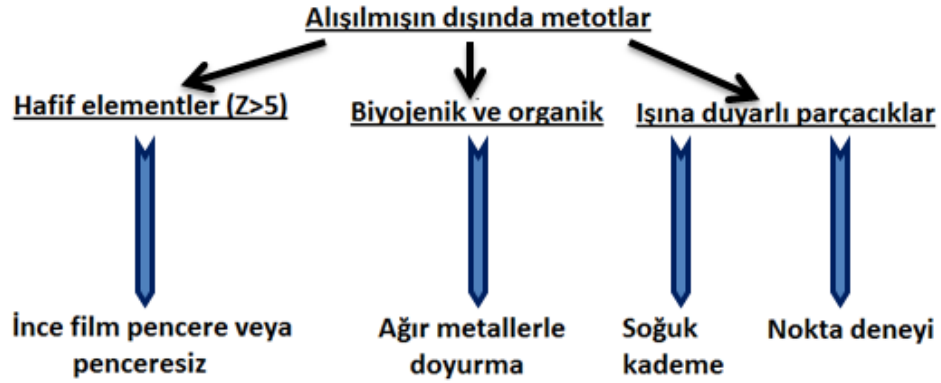 Alışılmışın dışında metotlar
Hafif elementler (Z>5)
Biyojenik ve organik
Işına duyarlı parçacıklar
İnce film pencere veya
penceresiz
Ağır metallerle
doyurma
Soğuk
kademe
Nokta deneyi